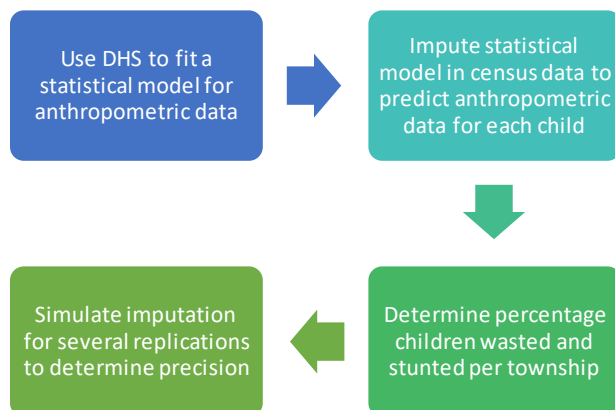 Use DHS to fit a
statistical model for
anthropometric data
Impute statistical
model in census data to
predict anthropometric
data for each child
Determine percentage
children wasted and
stunted per township
Simulate imputation
for several replications
to determine precision